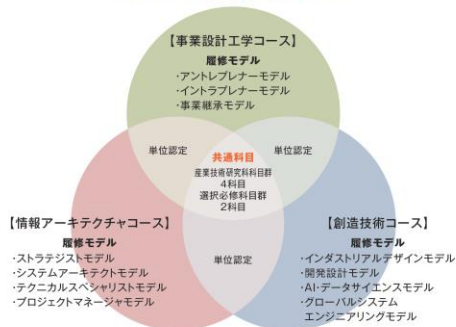 【事業設計工学コース】
履修モデル
・アントレプレナーモデル
・イントラプレナーモデル
・事業継承モデル
単位認定
単位認定
共通科目
産業技術研究科科目群
4科目
選択必修科目群
2科目
【情報アーキテクチャコース】
履修モデル
・ストラテジストモデル
・システムアーキテクトモデル
・テクニカルスペシャリストモデル
・プロジェクトマネージャモデル
単位認定
【創造技術コース】
履修モデル
・インダストリアルデザインモデル
・開発設計モデル
・AI・データサイエンスモデル
・グローバルシステム
エンジニアリングモデル